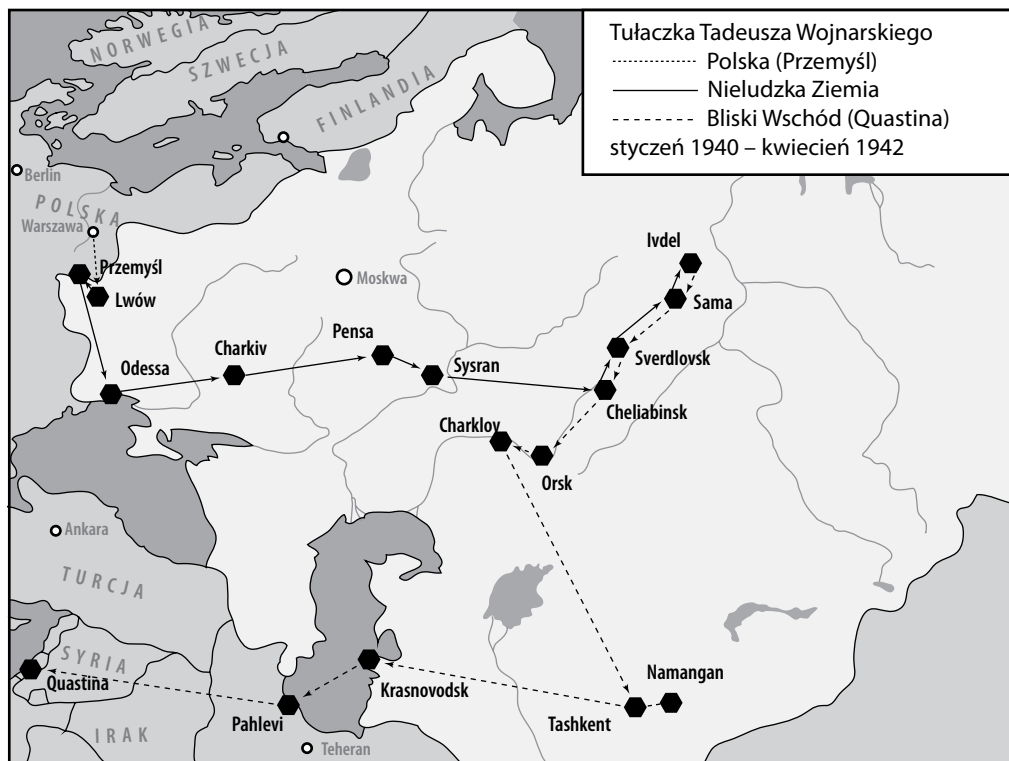 Tułaczka Tadeusza Wojnarskiego
Polska (Przemyśl)
Nieludzka Ziemia
Bliski Wschód (Quastina)
styczeń 1940 – kwiecień 1942
NORWEGIA
SZWECJA
FINLANDIA
Berlin
POLSKA
Warszawa
Przemyśl
Lwów
Moskwa
Ivdel
Sama
Odessa
Charkiv
Pensa
Sysran
Sverdlovsk
Cheliabinsk
Charklov
Orsk
Ankara
TURCJA
SYRIA
Quastina
IRAK
Pahlevi
Teheran
Krasnovodsk
Tashkent
Namangan